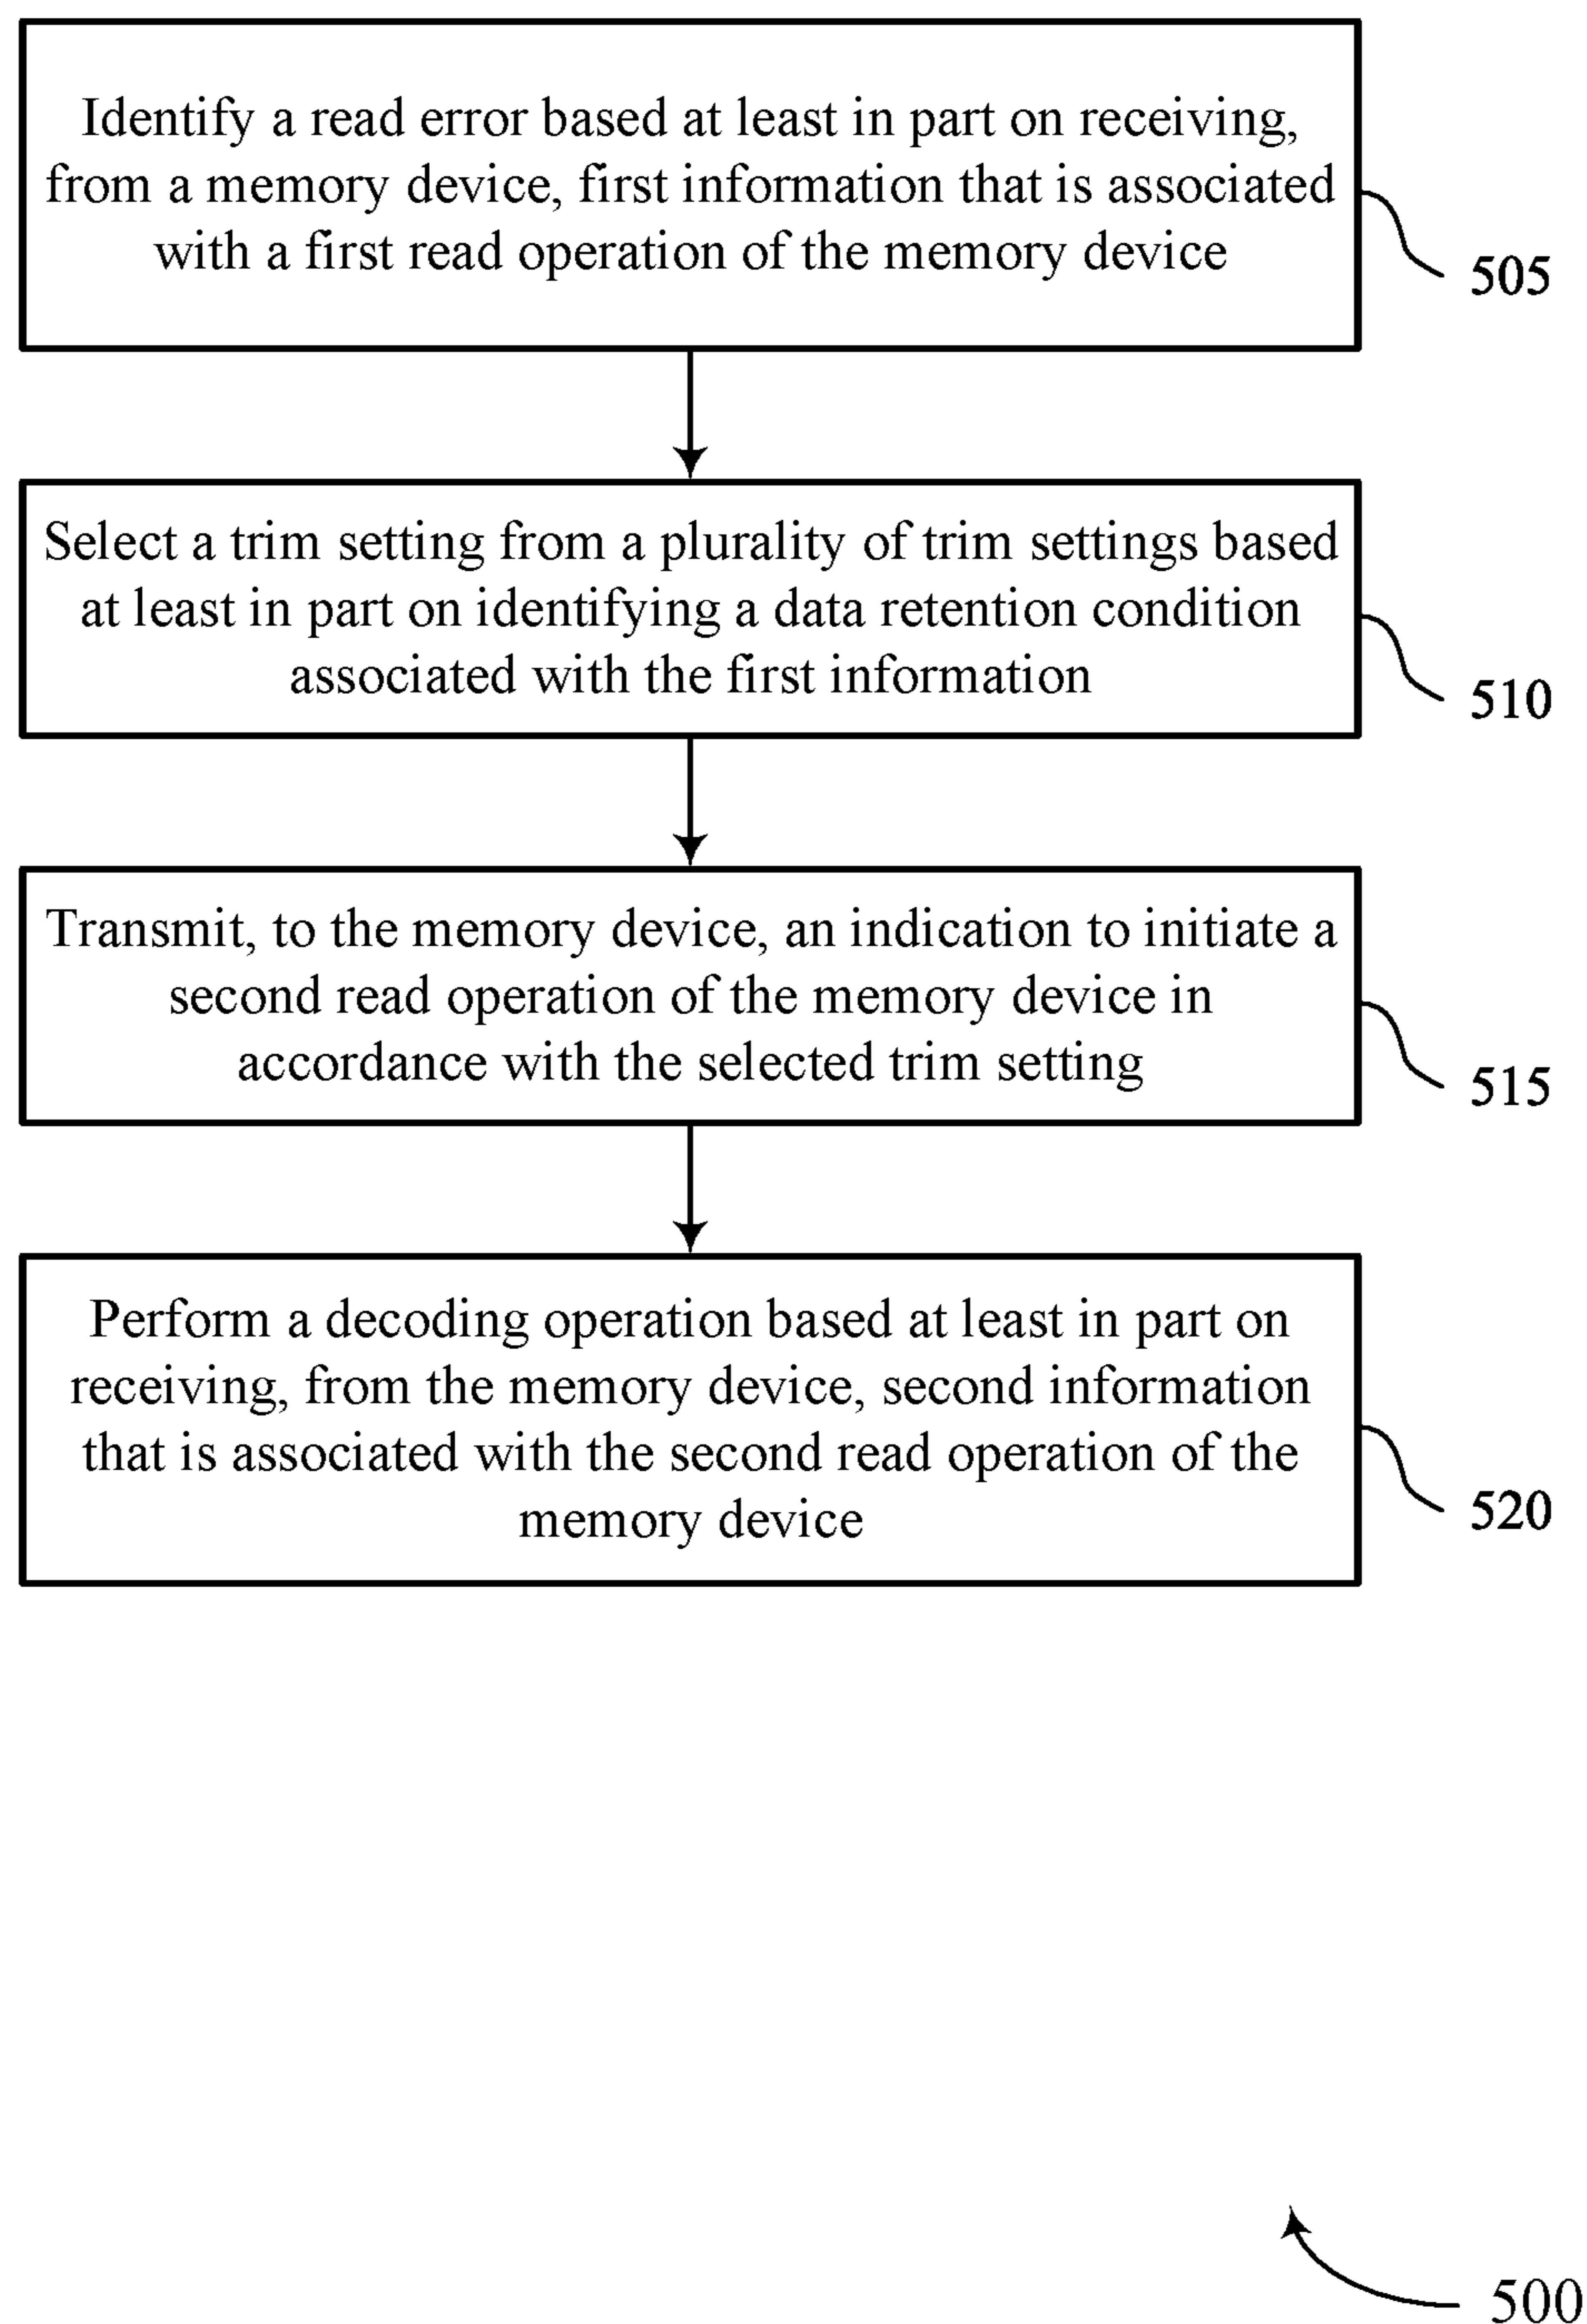 Identify a read error based at least in part on receiving,
from a memory device, first information that is associated
with a first read operation of the memory device
505
Select a trim setting from a plurality of trim settings based
at least in part on identifying a data retention condition
associated with the first information
510
Transmit, to the memory device, an indication to initiate a
second read operation of the memory device in
accordance with the selected trim setting
515
Perform a decoding operation based at least in part on
receiving, from the memory device, second information
that is associated with the second read operation of the
memory device
520
500